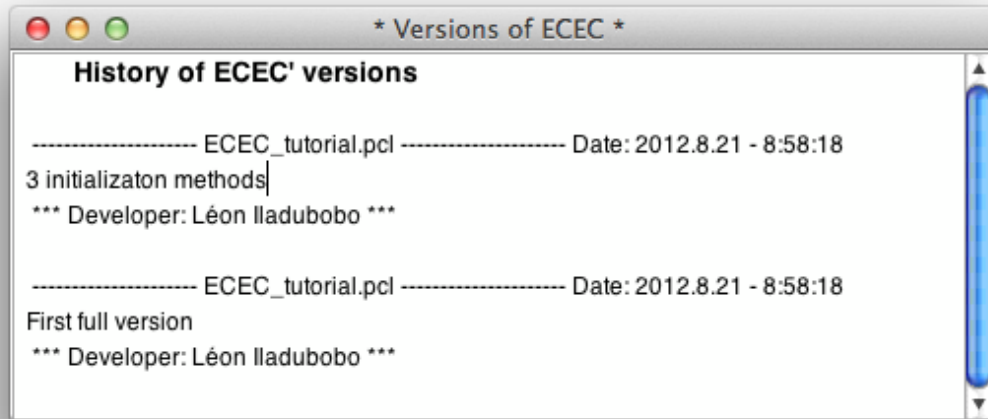 * Versions of ECEC *
History of ECEC' versions
---------------------- ECEC_tutorial.pcl ---------------------- Date: 2012.8.21 - 8:58:18
3 initializaton methods
*** Developer: Léon Iladubobo ***
---------------------- ECEC_tutorial.pcl ---------------------- Date: 2012.8.21 - 8:58:18
First full version
*** Developer: Léon Iladubobo ***